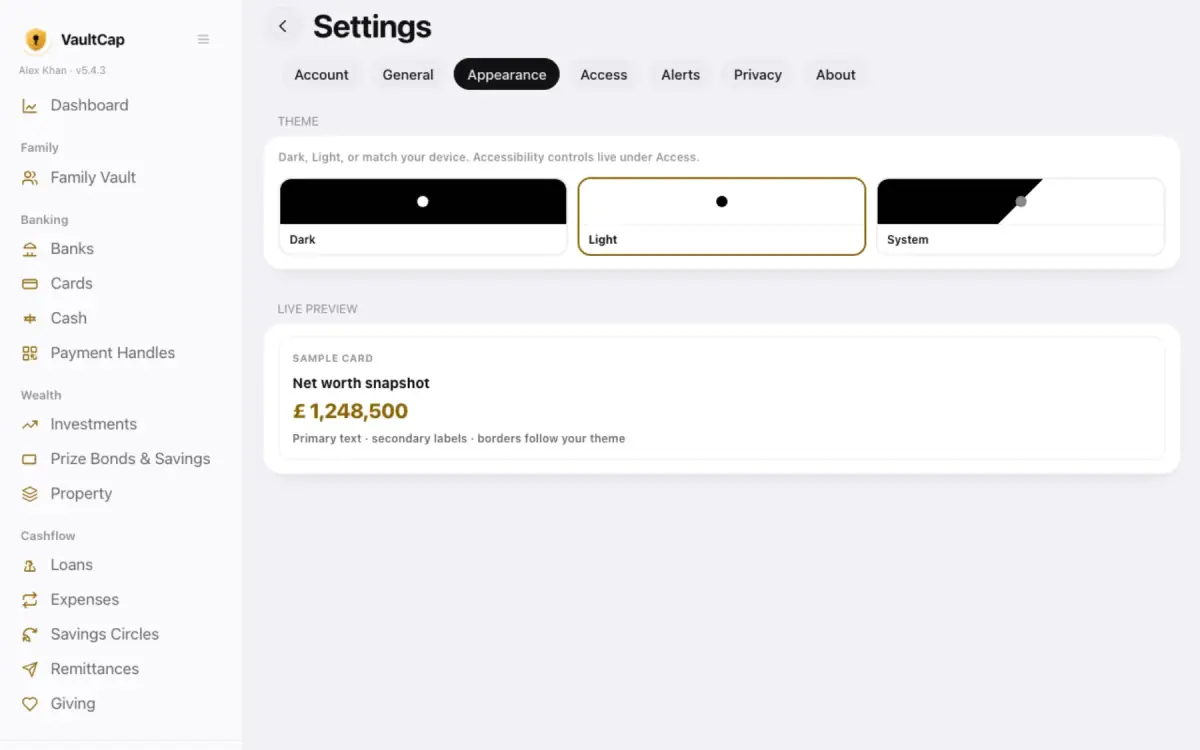 VaultCap
Alex Khan · v5.4.3
Dashboard
Family
Family Vault
Banking
Banks
Cards
Cash
Payment Handles
Wealth
Investments
Prize Bonds & Savings
Property
Cashflow
Loans
Expenses
Savings Circles
Remittances
Giving
Settings
Account General Appearance Access Alerts Privacy About
THEME
Dark, Light, or match your device. Accessibility controls live under Access.
Dark Light System
LIVE PREVIEW
SAMPLE CARD
Net worth snapshot
£ 1,248,500
Primary text · secondary labels · borders follow your theme